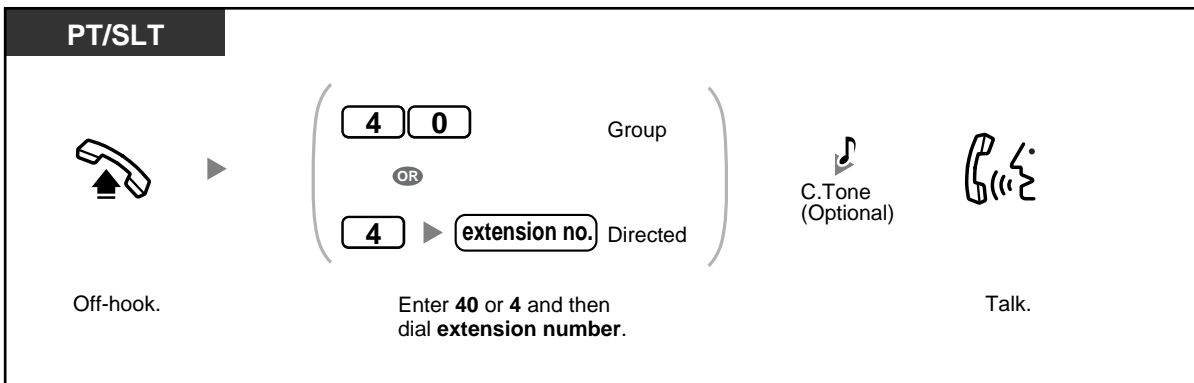 PT/SLT
4 0 Group
OR
4 extension no. Directed
C.Tone
(Optional)
Off-hook.
Enter 40 or 4 and then
dial extension number.
Talk.